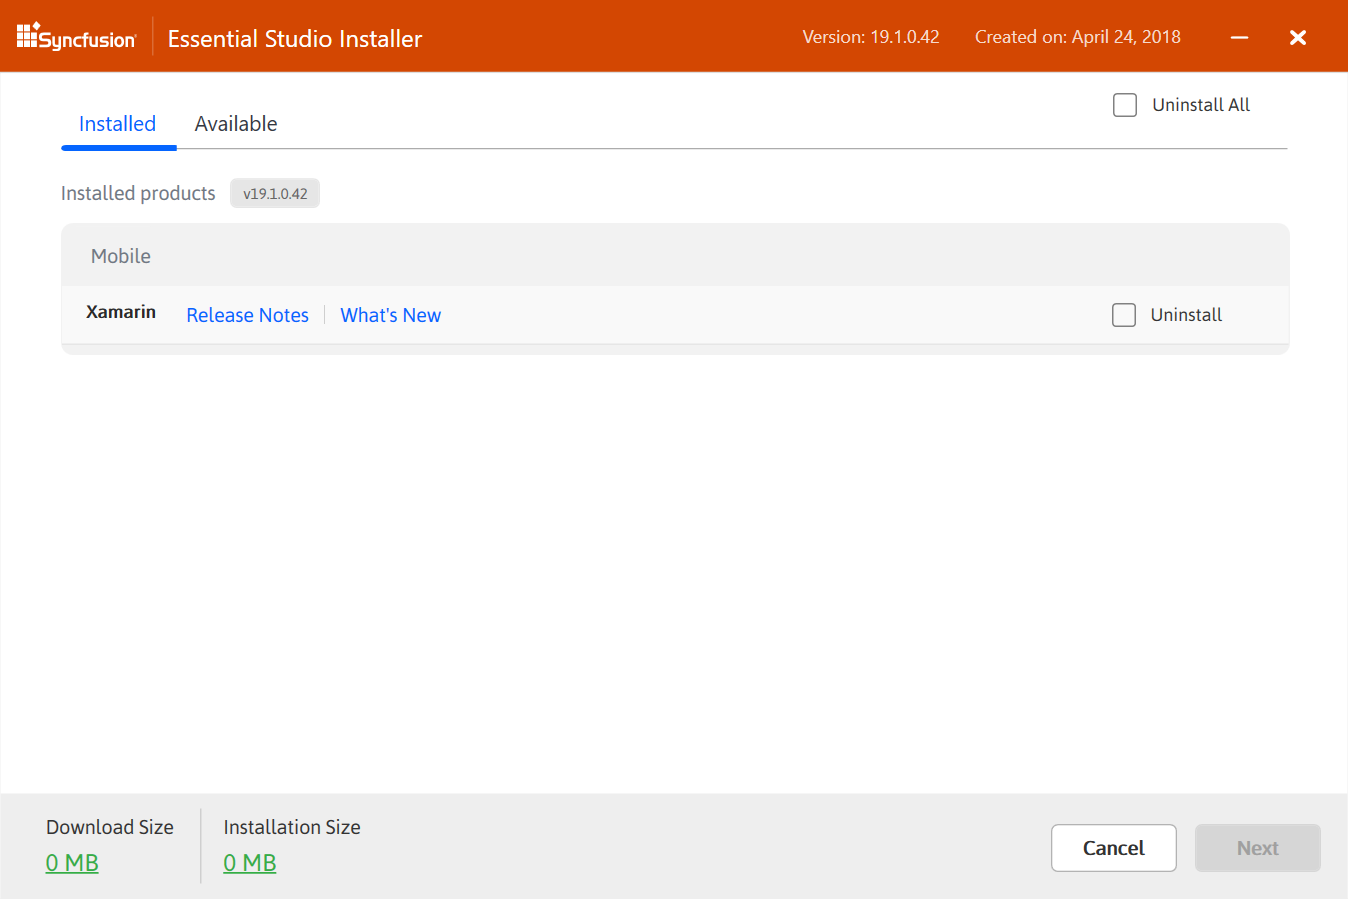 Syncfusion Essential Studio Installer Version: 19.1.0.42 Created on: April 24, 2018
Uninstall All
Installed Available
Installed products v19.1.0.42
Mobile
Xamarin Release Notes What's New Uninstall
Download Size Installation Size
0 MB 0 MB
Cancel Next